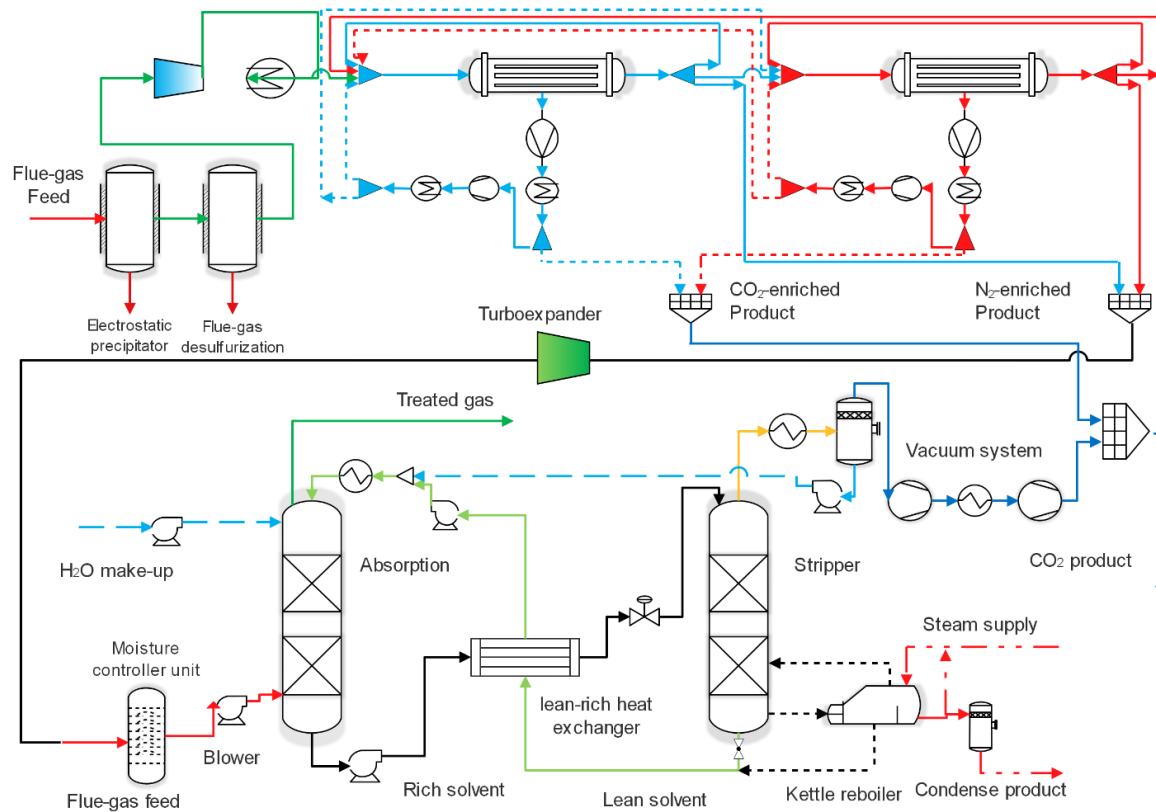 Flue-gas
Feed
Electrostatic
precipitator
Flue-gas
desulfurization
CO₂-enriched
Product
N₂-enriched
Product
Turboexpander
Treated gas
Vacuum system
H₂O make-up
Absorption
Stripper
CO₂ product
Moisture
controller unit
Steam supply
lean-rich heat
exchanger
Blower
Flue-gas feed
Rich solvent
Lean solvent
Kettle reboiler
Condense product